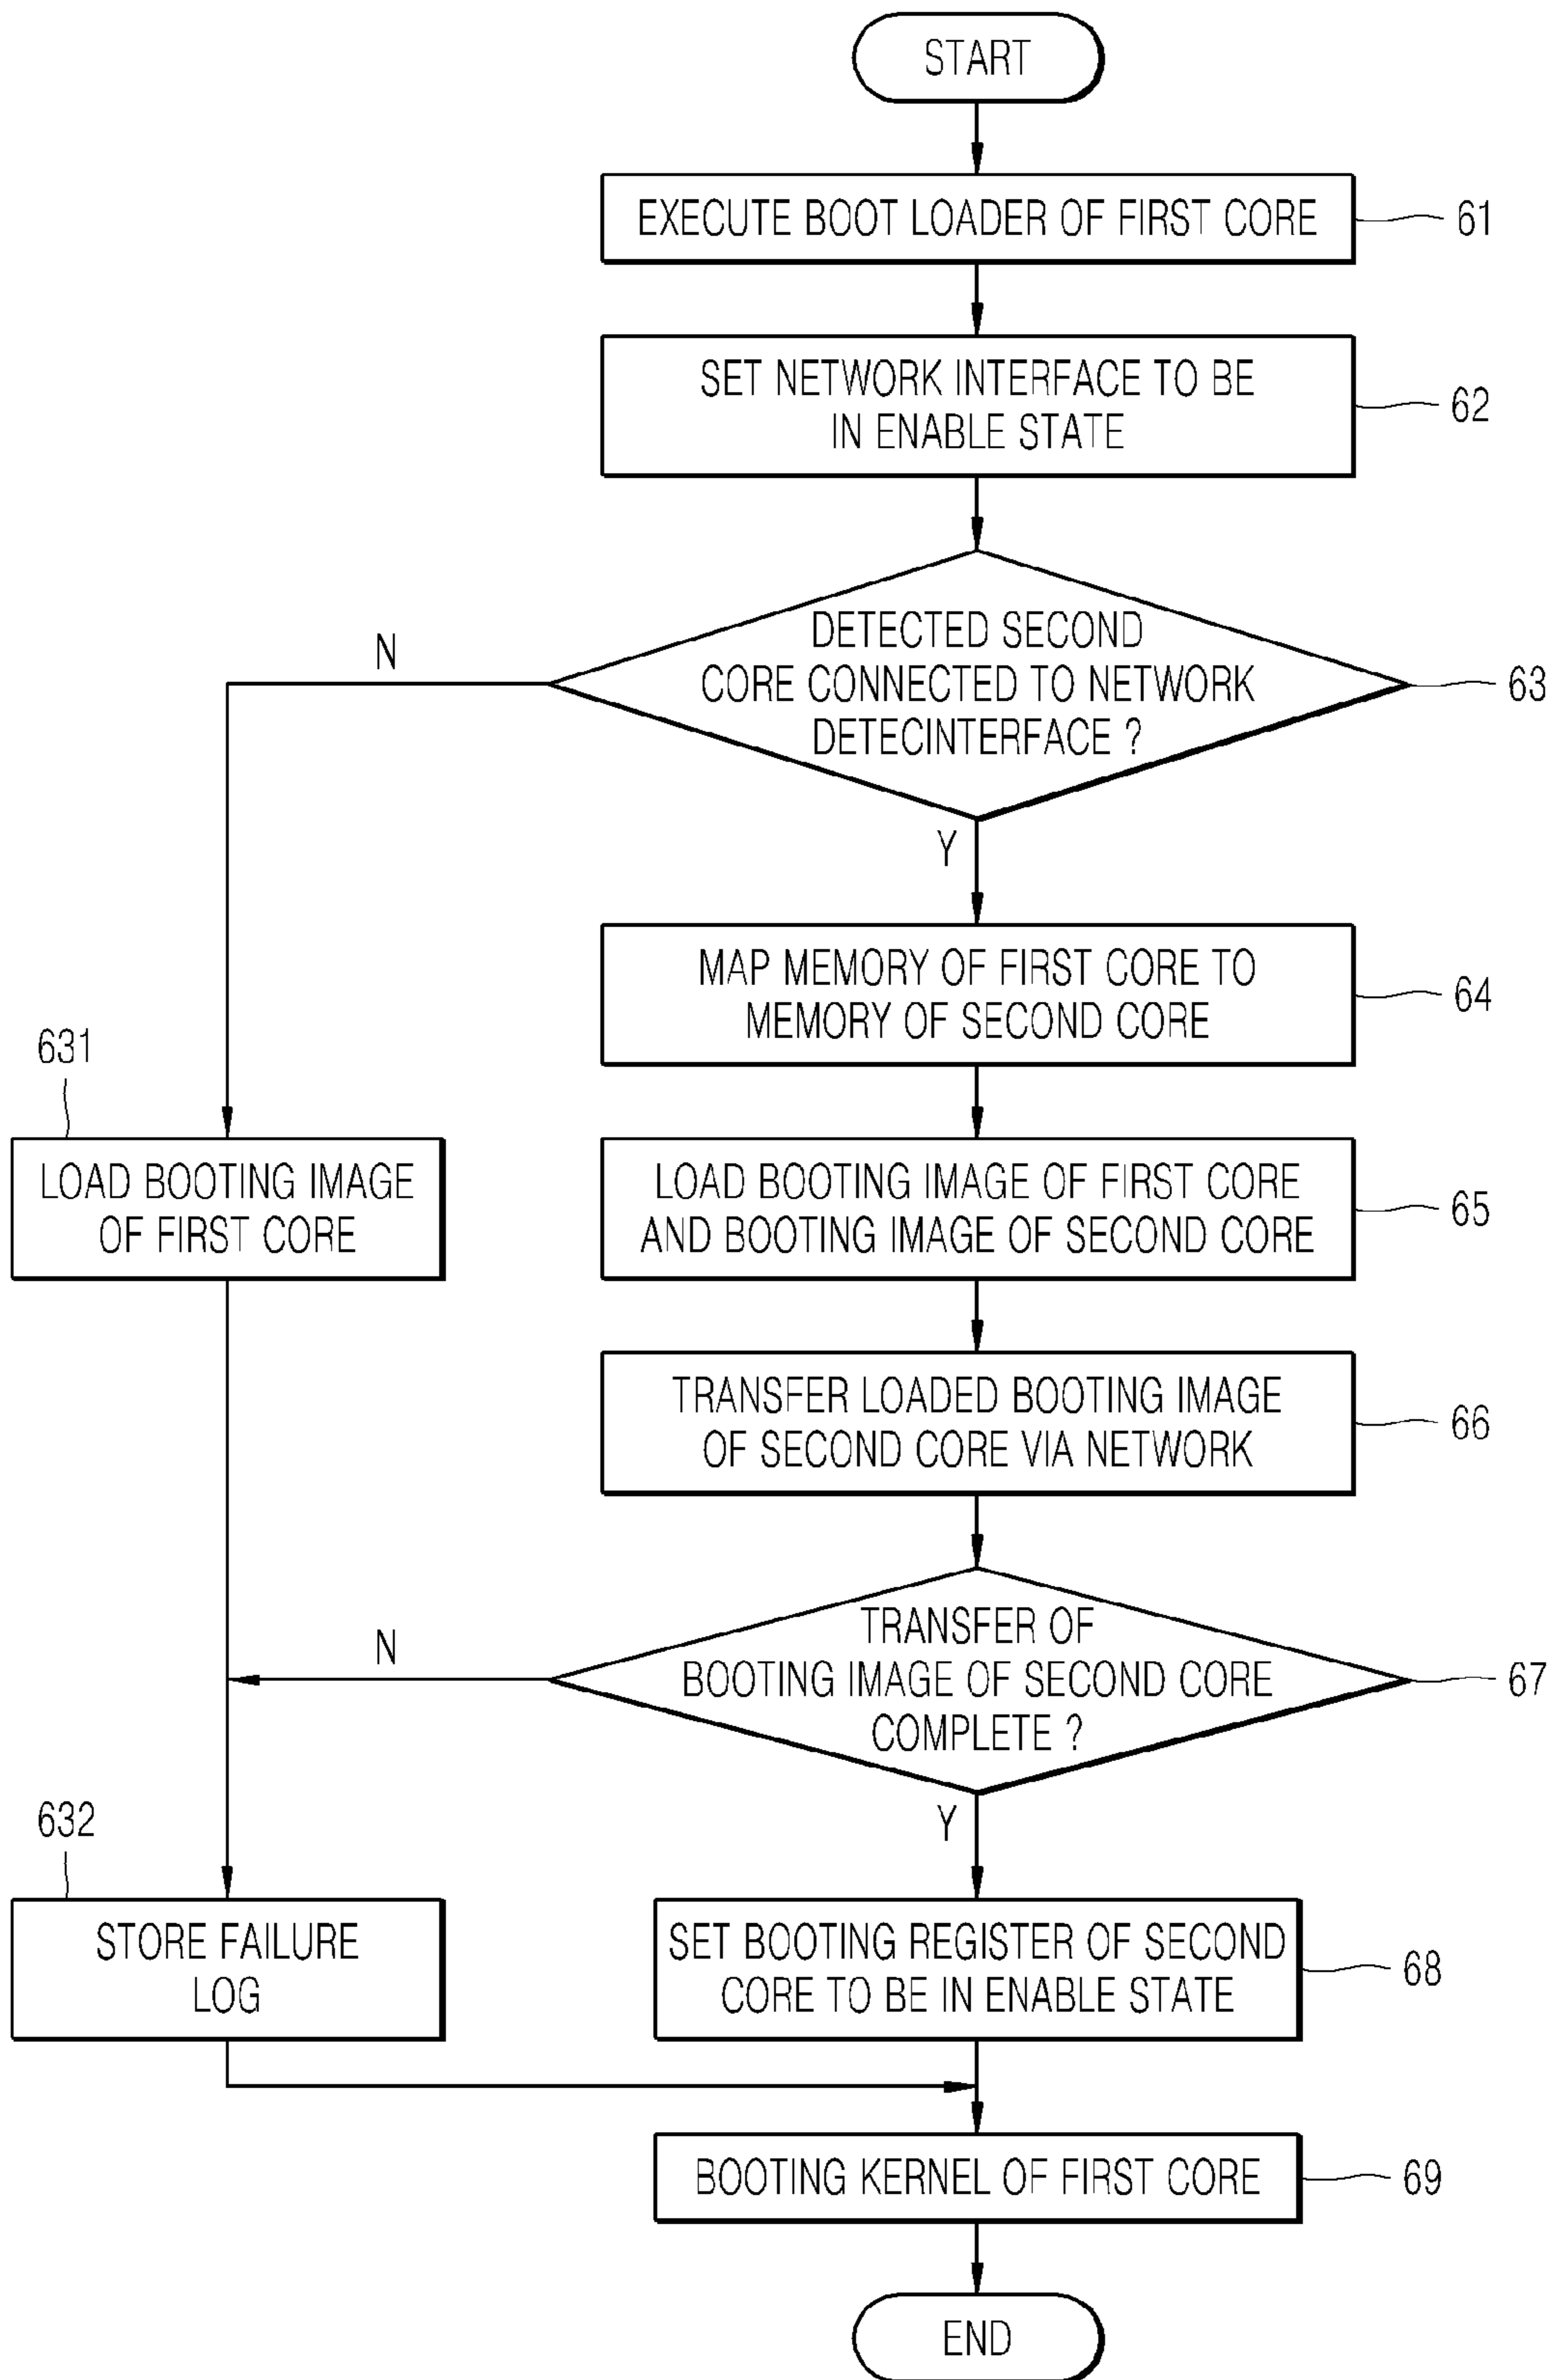 START
EXECUTE BOOT LOADER OF FIRST CORE
61
SET NETWORK INTERFACE TO BE
IN ENABLE STATE
62
DETECTED SECOND
CORE CONNECTED TO NETWORK
DETECINTERFACE ?
63
N
Y
MAP MEMORY OF FIRST CORE TO
MEMORY OF SECOND CORE
64
631
LOAD BOOTING IMAGE
OF FIRST CORE
LOAD BOOTING IMAGE OF FIRST CORE
AND BOOTING IMAGE OF SECOND CORE
65
TRANSFER LOADED BOOTING IMAGE
OF SECOND CORE VIA NETWORK
66
TRANSFER OF
BOOTING IMAGE OF SECOND CORE
COMPLETE ?
67
N
Y
632
STORE FAILURE
LOG
SET BOOTING REGISTER OF SECOND
CORE TO BE IN ENABLE STATE
68
BOOTING KERNEL OF FIRST CORE
69
END